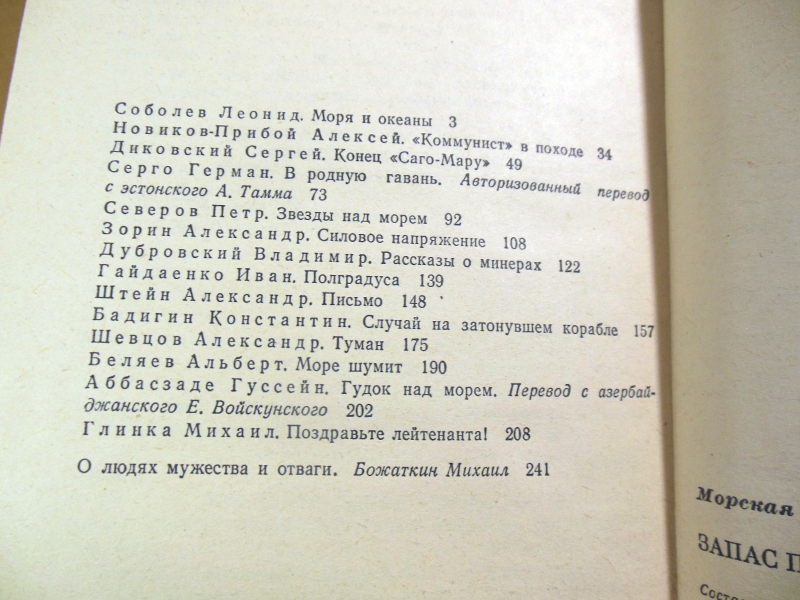 Соболев Леонид. Моря и океаны 3
Новиков-Прибой Алексей. «Коммунист» в походе 34
Диковский Сергей. Конец «Саго-Мару» 49
Серго Герман. В родную гавань. Авторизованный перевод
с эстонского А. Тамма 73
Северов Петр. Звезды над морем 92
Зорин Александр. Силовое напряжение 108
Дубровский Владимир. Рассказы о минерах 122
Гайдаенко Иван. Полградуса 139
Штейн Александр. Письмо 148
Бадигин Константин. Случай на затонувшем корабле 157
Шевцов Александр. Туман 175
Беляев Альберт. Море шумит 190
Аббасзаде Гуссейн. Гудок над морем. Перевод с азербай-
джанского Е. Войскунского 202
Глинка Михаил. Поздравьте лейтенанта! 208
О людях мужества и отваги. Божаткин Михаил 241
Морская
ЗАПАС П